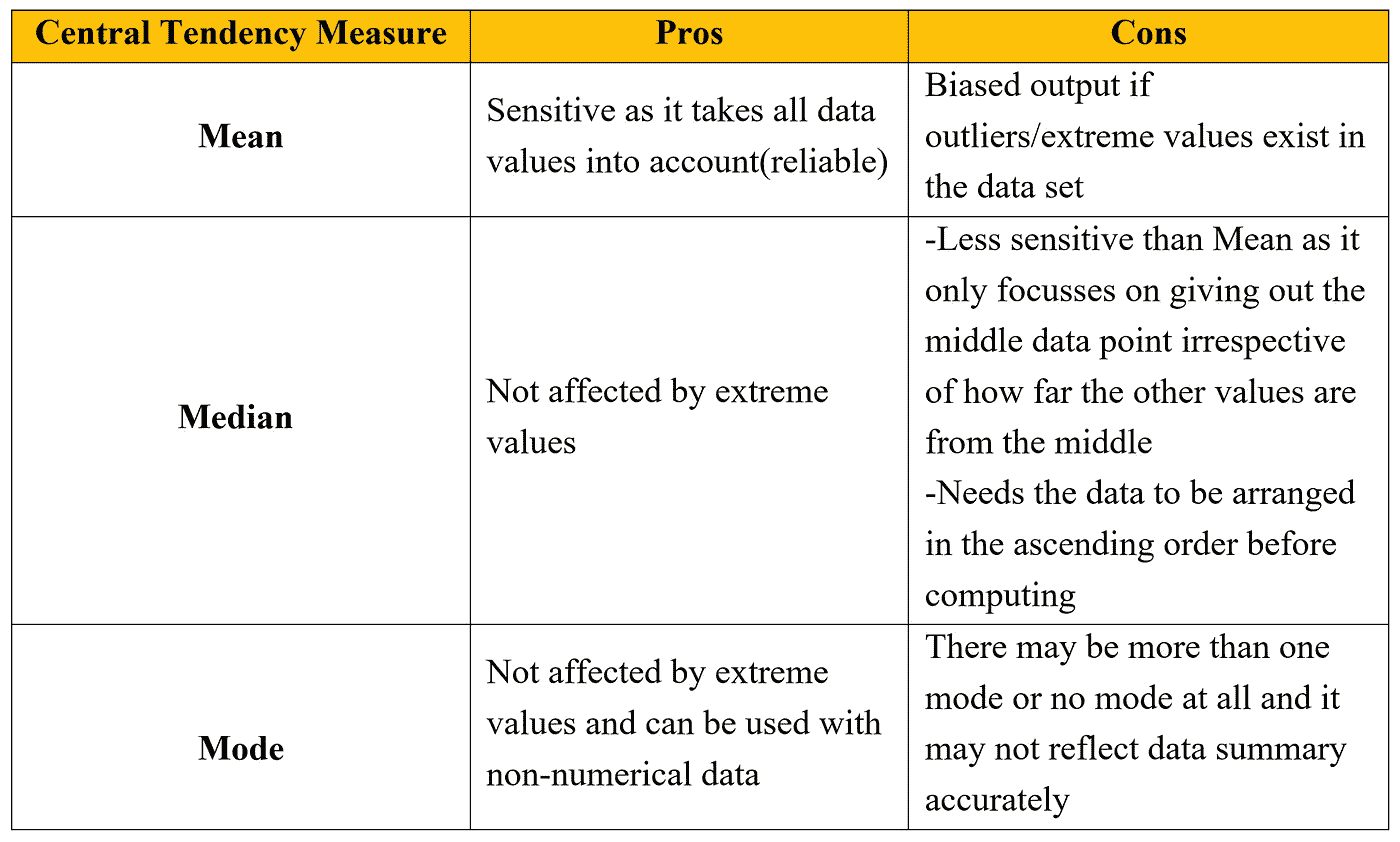 Central Tendency Measure
Pros
Cons
Mean
Sensitive as it takes all data
values into account(reliable)
Biased output if
outliers/extreme values exist in
the data set
Median
Not affected by extreme
values
-Less sensitive than Mean as it
only focusses on giving out the
middle data point irrespective
of how far the other values are
from the middle
-Needs the data to be arranged
in the ascending order before
computing
Mode
Not affected by extreme
values and can be used with
non-numerical data
There may be more than one
mode or no mode at all and it
may not reflect data summary
accurately